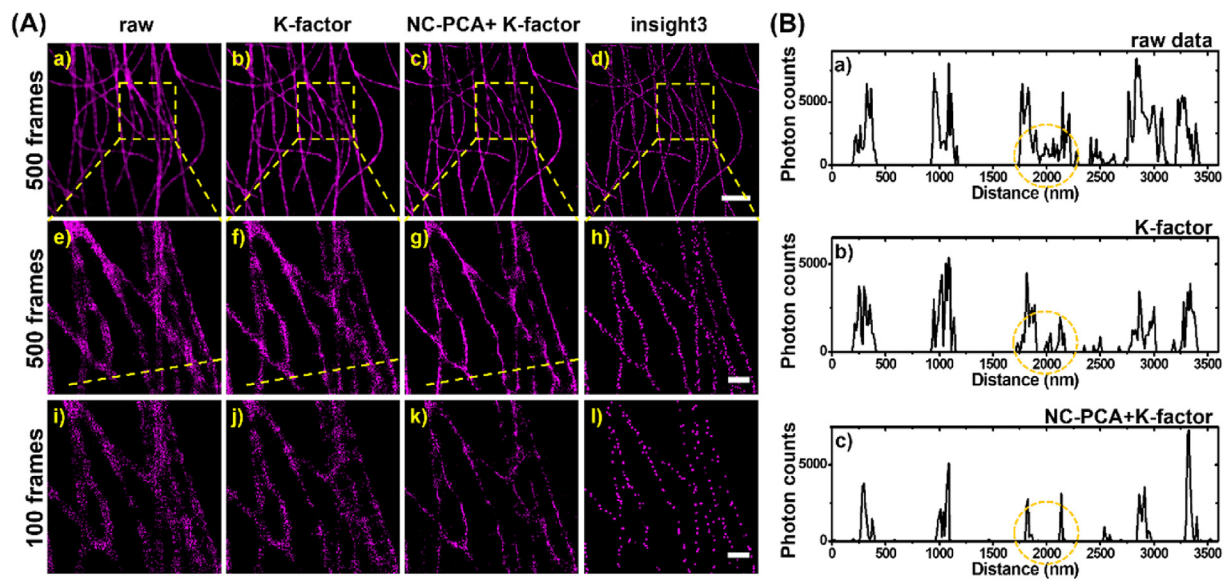 (A)
raw
K-factor
NC-PCA+ K-factor
insight3
500 frames
a)
b)
c)
d)
500 frames
e)
f)
g)
h)
100 frames
i)
j)
k)
l)
(B)
raw data
a)
Photon counts
5000
0
0 500 1000 1500 2000 2500 3000 3500
Distance (nm)
K-factor
b)
Photon counts
5000
0
0 500 1000 1500 2000 2500 3000 3500
Distance (nm)
NC-PCA+K-factor
c)
Photon counts
5000
0
0 500 1000 1500 2000 2500 3000 3500
Distance (nm)